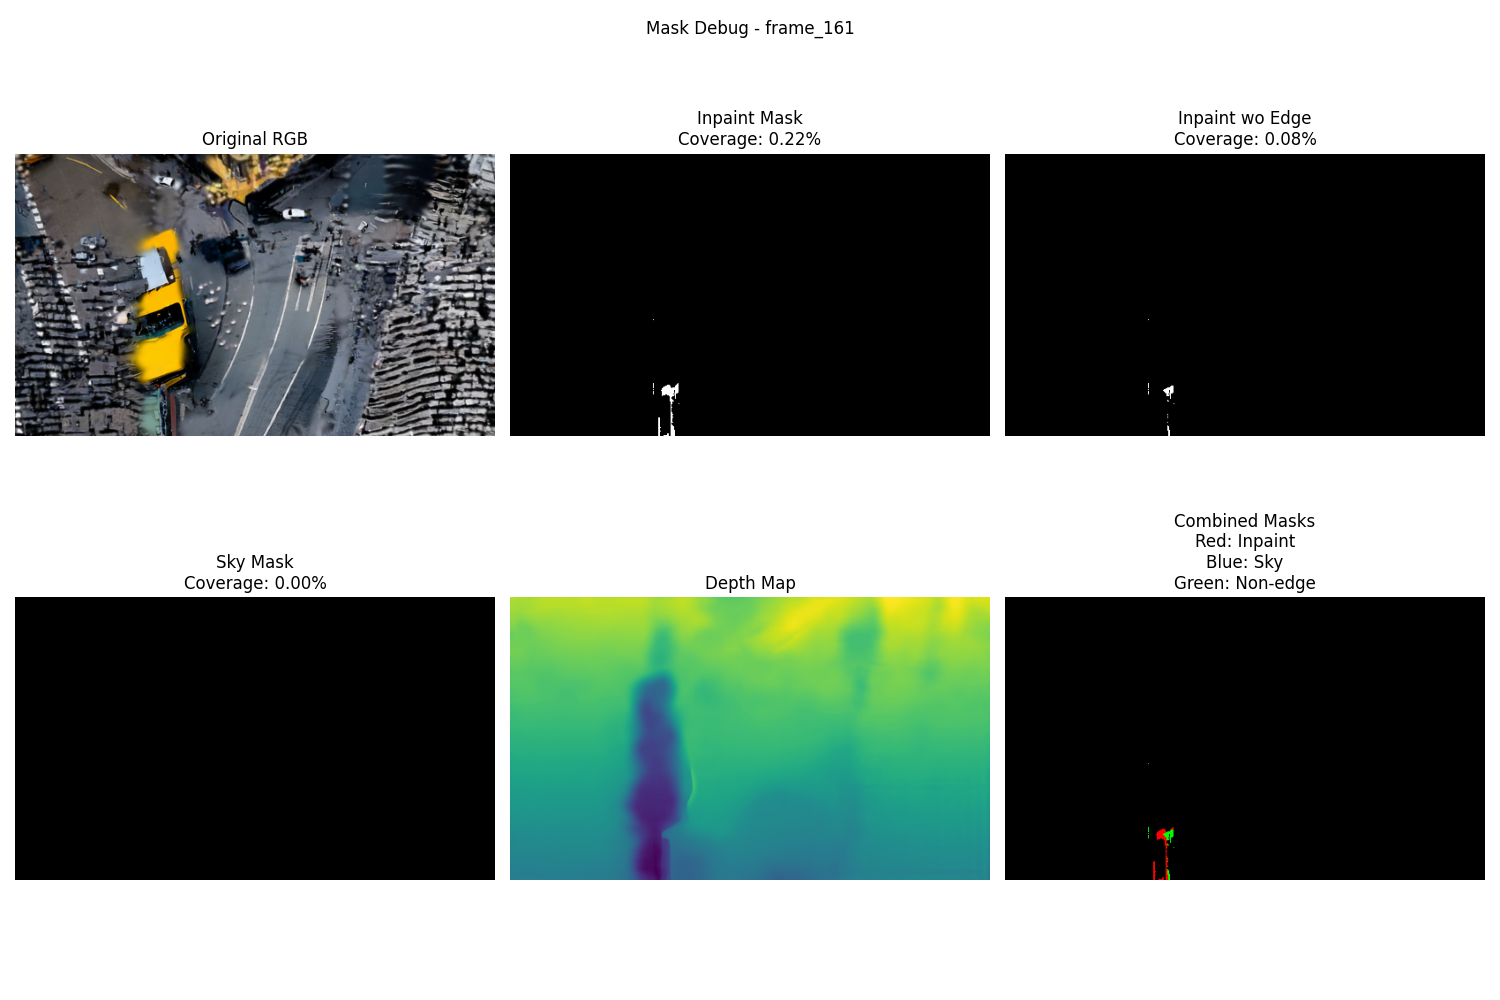 Mask Debug - frame_161
Original RGB
Inpaint Mask
Coverage: 0.22%
Inpaint wo Edge
Coverage: 0.08%
Sky Mask
Coverage: 0.00%
Depth Map
Combined Masks
Red: Inpaint
Blue: Sky
Green: Non-edge